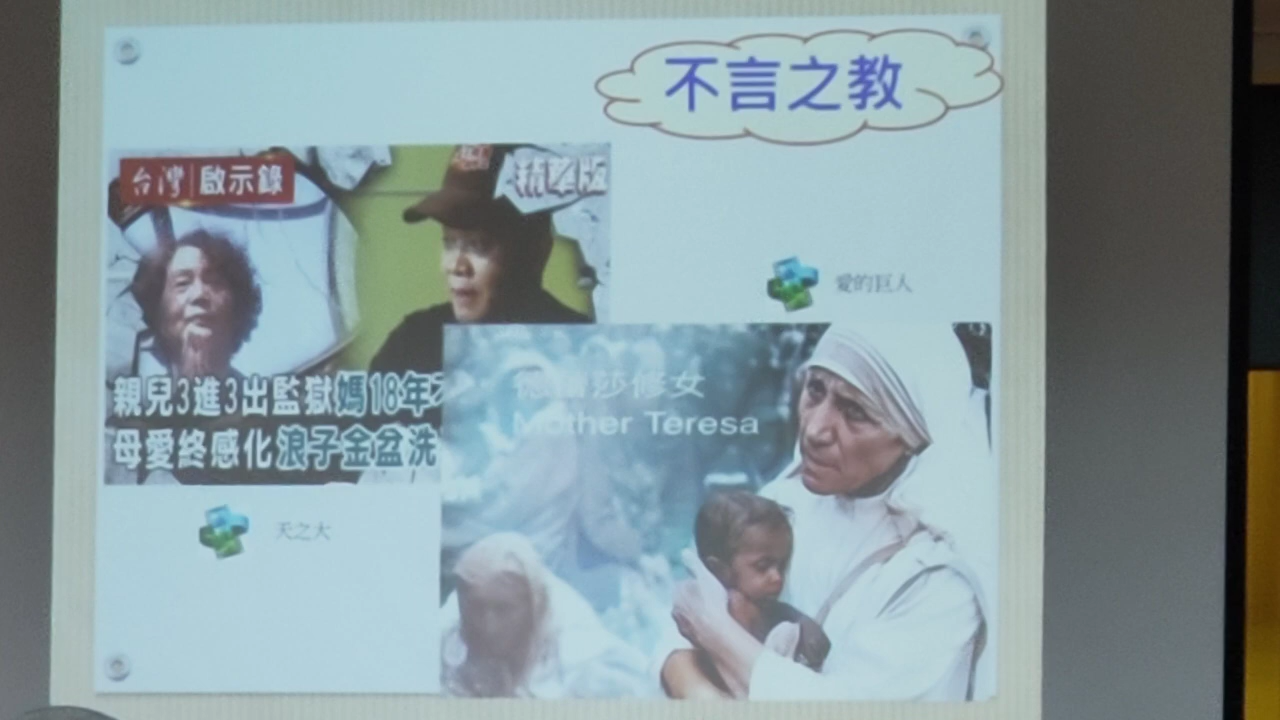 不言之教
台灣 啟示錄
精華版
愛的巨人
親兒3進3出監獄媽18年不
母愛終感化浪子金盆洗
德蕾莎修女
Mother Teresa
天之大